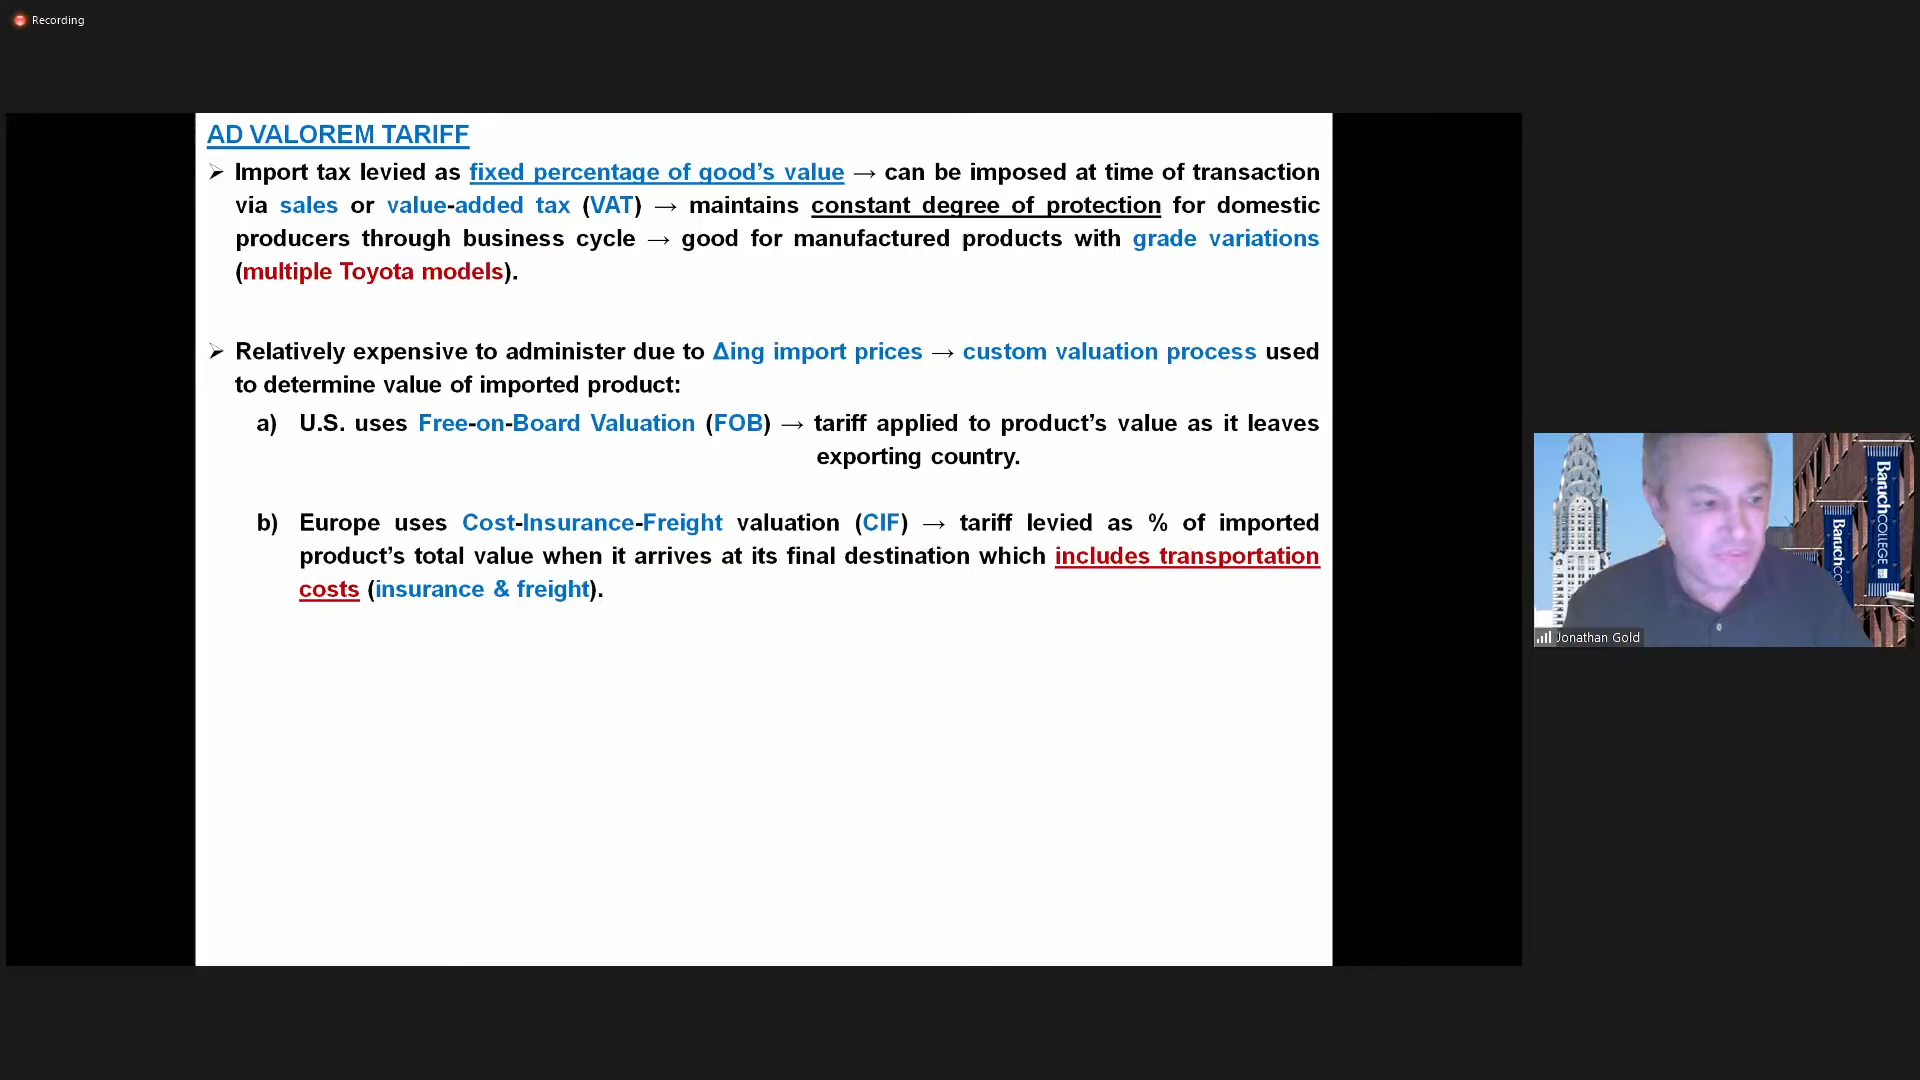 Recording
AD VALOREM TARIFF
➢ Import tax levied as fixed percentage of good’s value → can be imposed at time of transaction
via sales or value-added tax (VAT) → maintains constant degree of protection for domestic
producers through business cycle → good for manufactured products with grade variations
(multiple Toyota models).
➢ Relatively expensive to administer due to Δing import prices → custom valuation process used
to determine value of imported product:
a) U.S. uses Free-on-Board Valuation (FOB) → tariff applied to product’s value as it leaves
exporting country.
b) Europe uses Cost-Insurance-Freight valuation (CIF) → tariff levied as % of imported
product’s total value when it arrives at its final destination which includes transportation
costs (insurance & freight).
Baruch COLLEGE
BaruchCO
Jonathan Gold